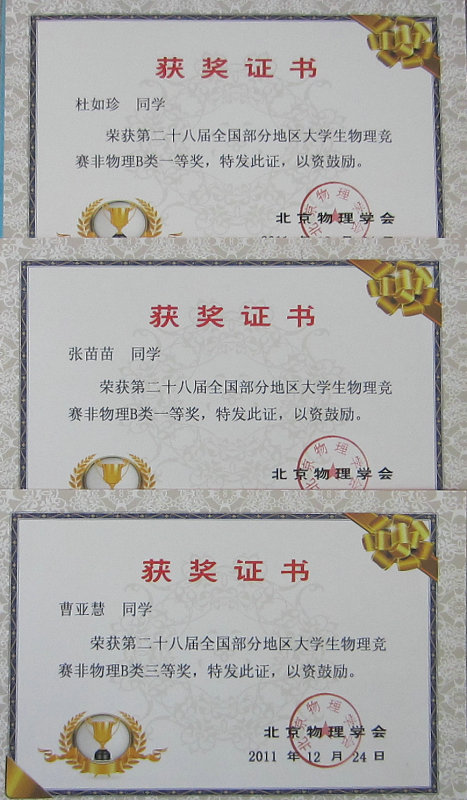 获奖证书
杜如珍 同学
荣获第二十八届全国部分地区大学生物理竞
赛非物理B类一等奖，特发此证，以资鼓励。
北京物理学会
获奖证书
张苗苗 同学
荣获第二十八届全国部分地区大学生物理竞
赛非物理B类一等奖，特发此证，以资鼓励。
北京物理学会
获奖证书
曹亚慧 同学
荣获第二十八届全国部分地区大学生物理竞
赛非物理B类三等奖，特发此证，以资鼓励。
北京物理学会
2011 年 12 月 24 日